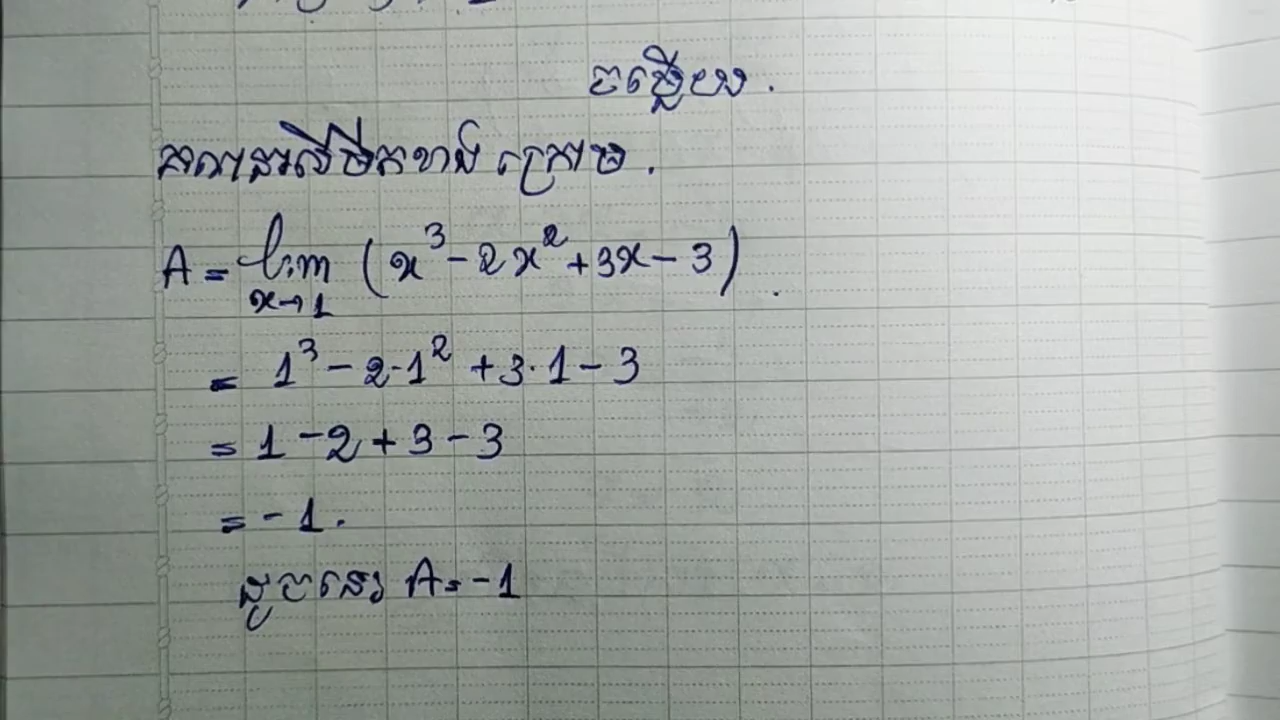 ចម្លើយ .
គណនាលីមីតខាងក្រោម .
A = lim (x³ - 2x² + 3x - 3)
x→1
= 1³ - 2·1² + 3·1 - 3
= 1 - 2 + 3 - 3
= - 1 .
ដូចនេះ A = - 1